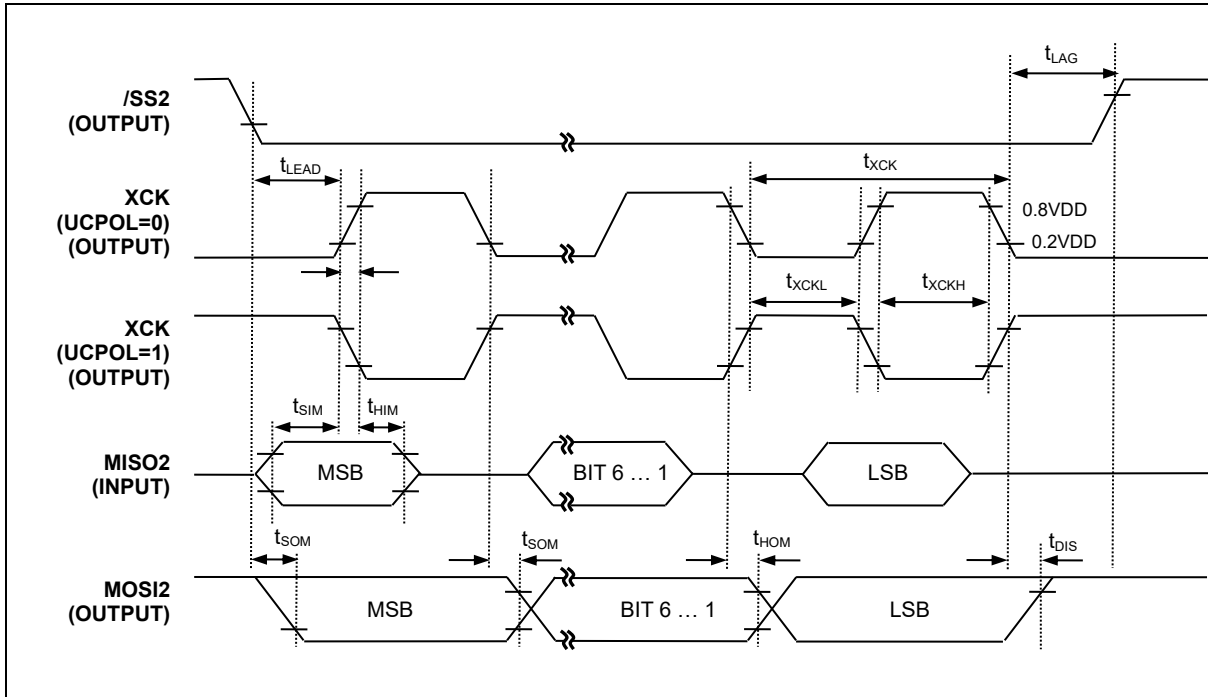 tLAG
/SS2
(OUTPUT)
tLEAD
tXCK
XCK
(UCPOL=0)
(OUTPUT)
0.8VDD
0.2VDD
tXCKL
tXCKH
XCK
(UCPOL=1)
(OUTPUT)
tSIM
tHIM
MISO2
(INPUT)
MSB
BIT 6 … 1
LSB
tSOM
tSOM
tHOM
tDIS
MOSI2
(OUTPUT)
MSB
BIT 6 … 1
LSB